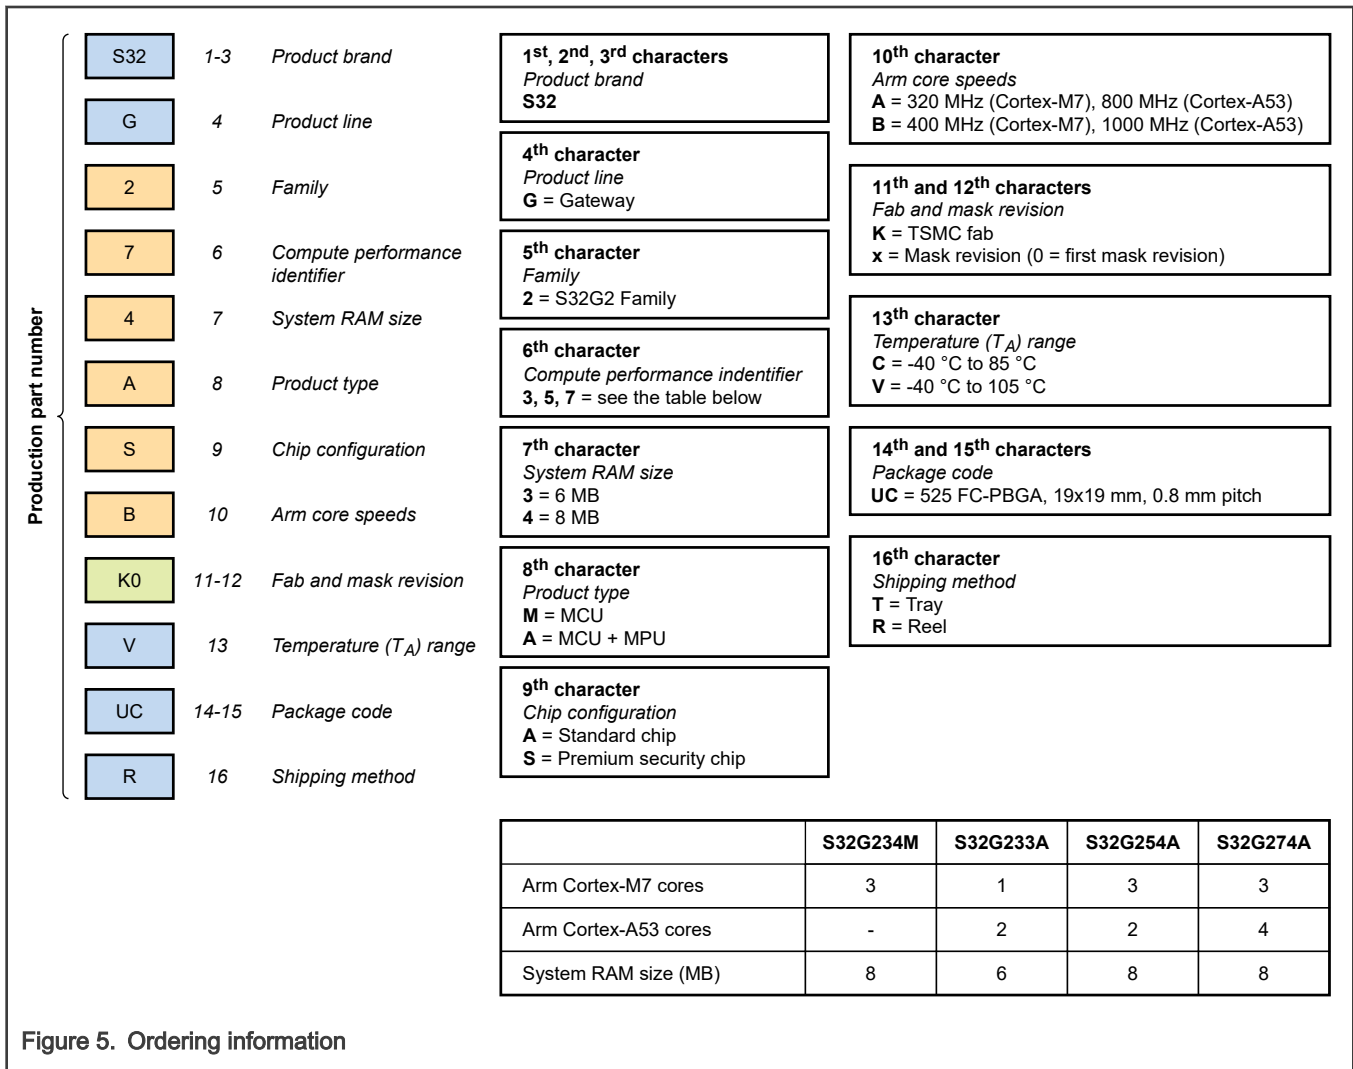 Production part number
S32 1-3 Product brand
G 4 Product line
2 5 Family
7 6 Compute performance
identifier
4 7 System RAM size
A 8 Product type
S 9 Chip configuration
B 10 Arm core speeds
K0 11-12 Fab and mask revision
V 13 Temperature (TA) range
UC 14-15 Package code
R 16 Shipping method
1st, 2nd, 3rd characters
Product brand
S32
4th character
Product line
G = Gateway
5th character
Family
2 = S32G2 Family
6th character
Compute performance indentifier
3, 5, 7 = see the table below
7th character
System RAM size
3 = 6 MB
4 = 8 MB
8th character
Product type
M = MCU
A = MCU + MPU
9th character
Chip configuration
A = Standard chip
S = Premium security chip
10th character
Arm core speeds
A = 320 MHz (Cortex-M7), 800 MHz (Cortex-A53)
B = 400 MHz (Cortex-M7), 1000 MHz (Cortex-A53)
11th and 12th characters
Fab and mask revision
K = TSMC fab
x = Mask revision (0 = first mask revision)
13th character
Temperature (TA) range
C = -40 °C to 85 °C
V = -40 °C to 105 °C
14th and 15th characters
Package code
UC = 525 FC-PBGA, 19x19 mm, 0.8 mm pitch
16th character
Shipping method
T = Tray
R = Reel
S32G234M S32G233A S32G254A S32G274A
Arm Cortex-M7 cores 3 1 3 3
Arm Cortex-A53 cores - 2 2 4
System RAM size (MB) 8 6 8 8
Figure 5. Ordering information